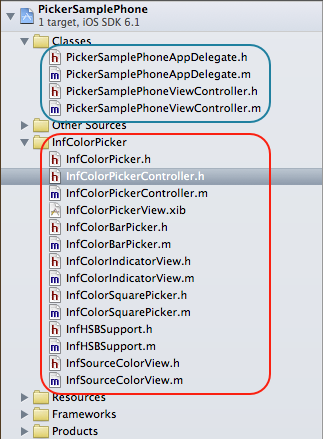 PickerSamplePhone
1 target, iOS SDK 6.1
Classes
h PickerSamplePhoneAppDelegate.h
m PickerSamplePhoneAppDelegate.m
h PickerSamplePhoneViewController.h
m PickerSamplePhoneViewController.m
Other Sources
InfColorPicker
h InfColorPicker.h
h InfColorPickerController.h
m InfColorPickerController.m
InfColorPickerView.xib
h InfColorBarPicker.h
m InfColorBarPicker.m
h InfColorIndicatorView.h
m InfColorIndicatorView.m
h InfColorSquarePicker.h
m InfColorSquarePicker.m
h InfHSBSupport.h
m InfHSBSupport.m
h InfSourceColorView.h
m InfSourceColorView.m
Resources
Frameworks
Products